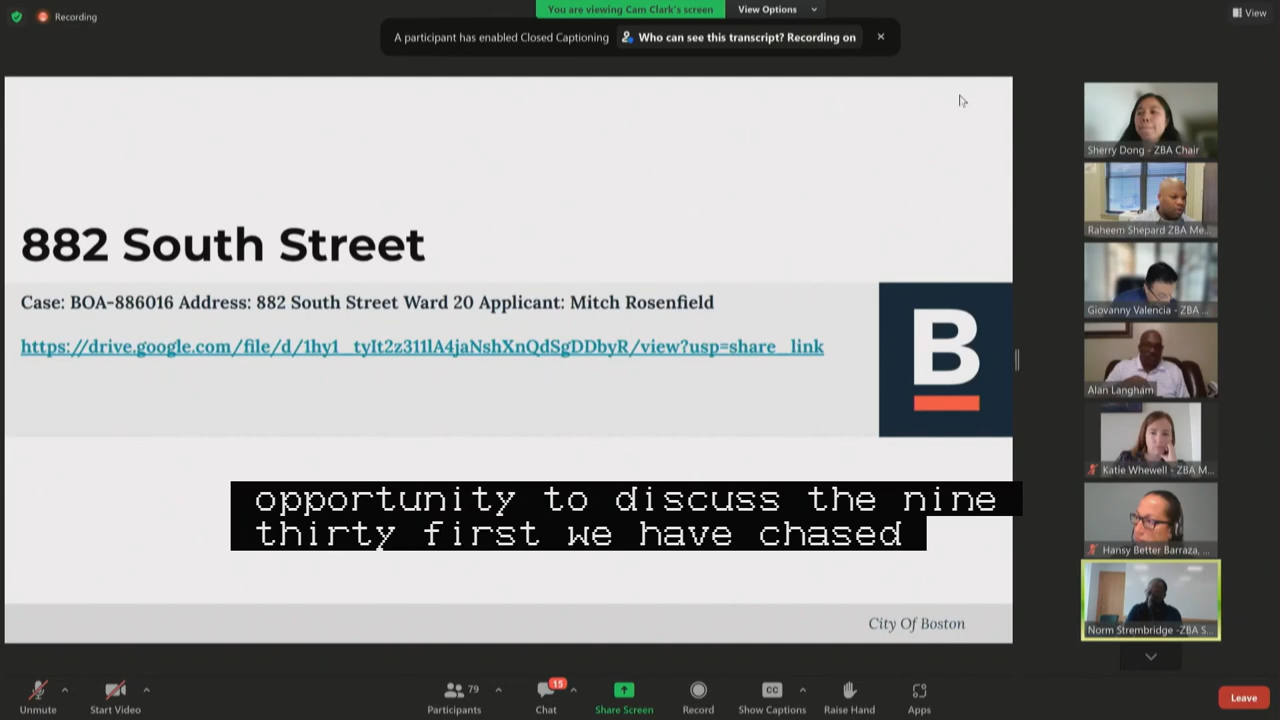 Recording
You are viewing Cam Clark's screen
View Options
View
A participant has enabled Closed Captioning
Who can see this transcript? Recording on
882 South Street
Case: BOA-886016 Address: 882 South Street Ward 20 Applicant: Mitch Rosenfield
https://drive.google.com/file/d/1hy1_tyIt2z311lA4jaNshXnQdSgDDbyR/view?usp=share_link
B
opportunity to discuss the nine
thirty first we have chased
City Of Boston
Sherry Dong - ZBA Chair
Raheem Shepard ZBA Me...
Giovanny Valencia - ZBA ...
Alan Langham
Katie Whewell - ZBA M...
Hansy Better Barraza, ...
Norm Strembridge -ZBA S...
Unmute
Start Video
Participants
79
Chat
15
Share Screen
Record
CC
Show Captions
Raise Hand
Apps
Leave